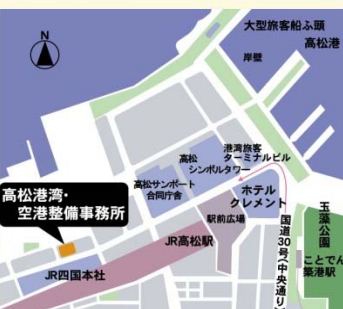 N
大型旅客船ふ頭
高松港
岸壁
港湾旅客
ターミナルビル
高松
シンボルタワー
高松サンポート
合同庁舎
高松港湾・
空港整備事務所
ホテル
クレメント
駅前広場
JR高松駅
国道30号(中央通り)
玉藻公園
ことでん
築港駅
JR四国本社